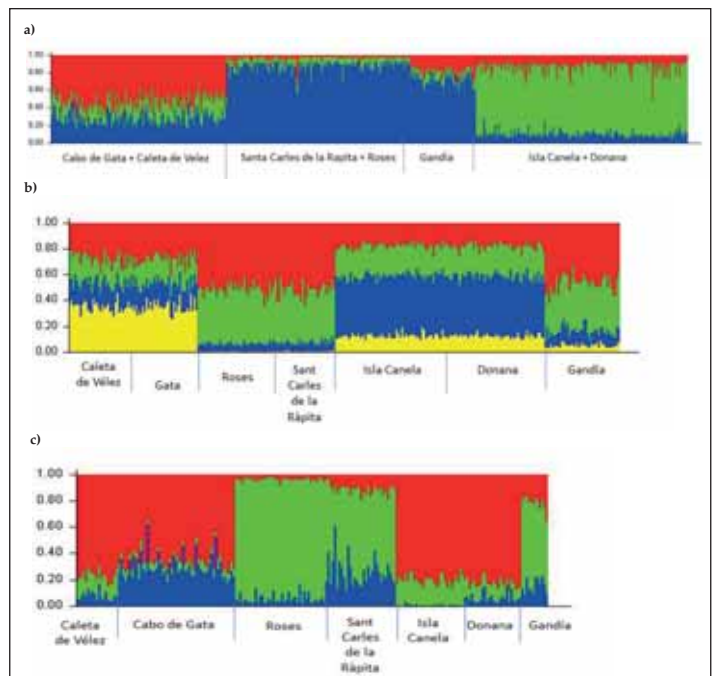 a)
1.00
0.80
0.60
0.40
0.20
0.00
Cabo de Gata + Caleta de Velez
Santa Carles de la Rapita + Roses
Gandía
Isla Canela + Donana
b)
1.00
0.80
0.60
0.40
0.20
0.00
Caleta
de Vélez
Gata
Roses
Sant
Carles
de la
Ràpita
Isla Canela
Donana
Gandía
c)
1.00
0.80
0.60
0.40
0.20
0.00
Caleta
de Vélez
Cabo de Gata
Roses
Sant
Carles
de la
Ràpita
Isla
Canela
Donana
Gandía